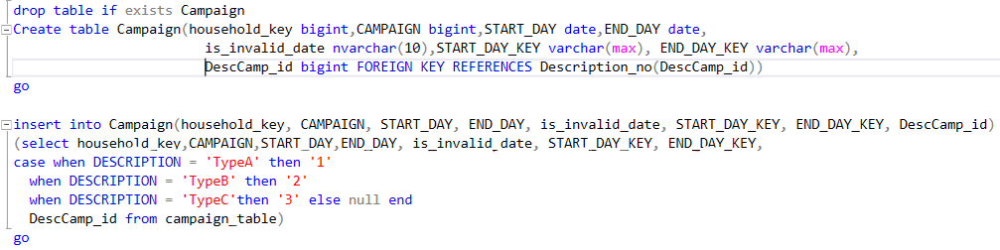 drop table if exists Campaign
Create table Campaign(household_key bigint,CAMPAIGN bigint,START_DAY date,END_DAY date,
is_invalid_date nvarchar(10),START_DAY_KEY varchar(max), END_DAY_KEY varchar(max),
DescCamp_id bigint FOREIGN KEY REFERENCES Description_no(DescCamp_id))
go
insert into Campaign(household_key, CAMPAIGN, START_DAY, END_DAY, is_invalid_date, START_DAY_KEY, END_DAY_KEY, DescCamp_id)
(select household_key,CAMPAIGN,START_DAY,END_DAY, is_invalid_date, START_DAY_KEY, END_DAY_KEY,
case when DESCRIPTION = 'TypeA' then '1'
when DESCRIPTION = 'TypeB' then '2'
when DESCRIPTION = 'TypeC'then '3' else null end
DescCamp_id from campaign_table)
go